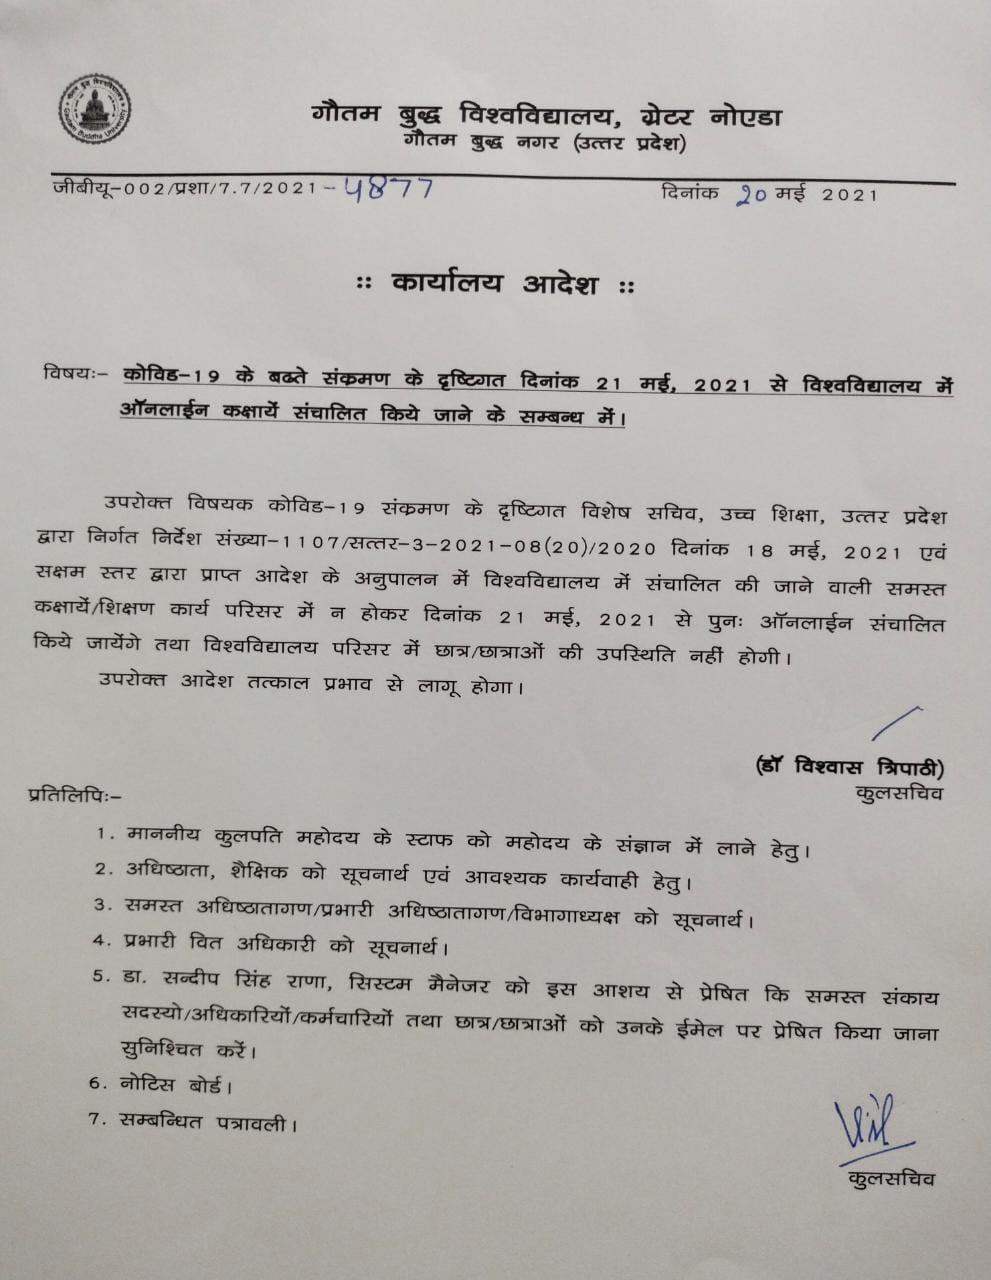 गौतम बुद्ध विश्वविद्यालय, ग्रेटर नोएडा
गौतम बुद्ध नगर (उत्तर प्रदेश)
जीबीयू–002/प्रशा/7.7/2021–4877 दिनांक 20 मई 2021
:: कार्यालय आदेश ::
विषयः– कोविड–19 के बढते संक्रमण के दृष्टिगत दिनांक 21 मई, 2021 से विश्वविद्यालय में
ऑनलाईन कक्षायें संचालित किये जाने के सम्बन्ध में।
उपरोक्त विषयक कोविड–19 संक्रमण के दृष्टिगत विशेष सचिव, उच्च शिक्षा, उत्तर प्रदेश
द्वारा निर्गत निर्देश संख्या–1107/सत्तर–3–2021–08(20)/2020 दिनांक 18 मई, 2021 एवं
सक्षम स्तर द्वारा प्राप्त आदेश के अनुपालन में विश्वविद्यालय में संचालित की जाने वाली समस्त
कक्षायें/शिक्षण कार्य परिसर में न होकर दिनांक 21 मई, 2021 से पुनः ऑनलाईन संचालित
किये जायेंगे तथा विश्वविद्यालय परिसर में छात्र/छात्राओं की उपस्थिति नहीं होगी।
उपरोक्त आदेश तत्काल प्रभाव से लागू होगा।
(डॉ विश्वास त्रिपाठी)
कुलसचिव
प्रतिलिपिः–
1. माननीय कुलपति महोदय के स्टाफ को महोदय के संज्ञान में लाने हेतु।
2. अधिष्ठाता, शैक्षिक को सूचनार्थ एवं आवश्यक कार्यवाही हेतु।
3. समस्त अधिष्ठातागण/प्रभारी अधिष्ठातागण/विभागाध्यक्ष को सूचनार्थ।
4. प्रभारी वित अधिकारी को सूचनार्थ।
5. डा. सन्दीप सिंह राणा, सिस्टम मैनेजर को इस आशय से प्रेषित कि समस्त संकाय
सदस्यो/अधिकारियों/कर्मचारियों तथा छात्र/छात्राओं को उनके ईमेल पर प्रेषित किया जाना
सुनिश्चित करें।
6. नोटिस बोर्ड।
7. सम्बन्धित पत्रावली।
कुलसचिव